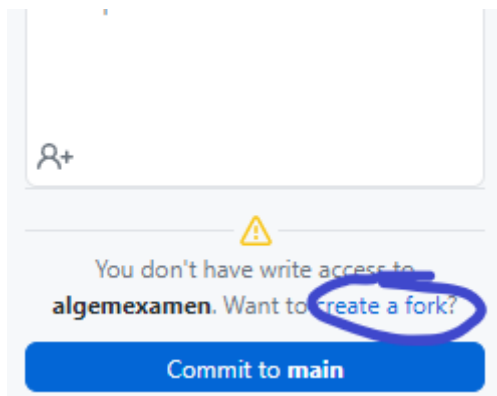 You don't have write access to
algemexamen. Want to create a fork?
Commit to main